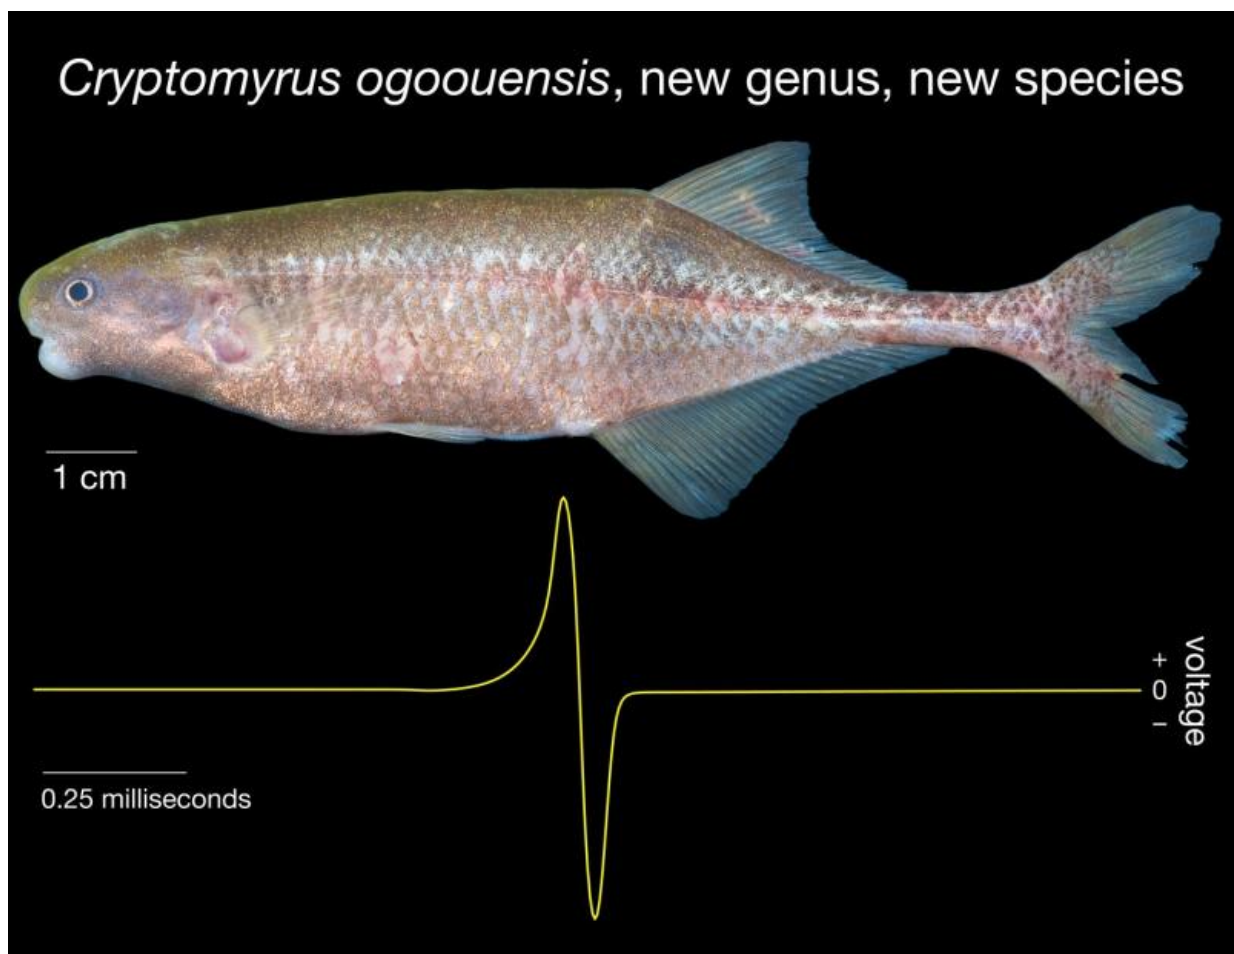 Cryptomyrus ogoouensis, new genus, new species
1 cm
+
0
−
voltage
0.25 milliseconds